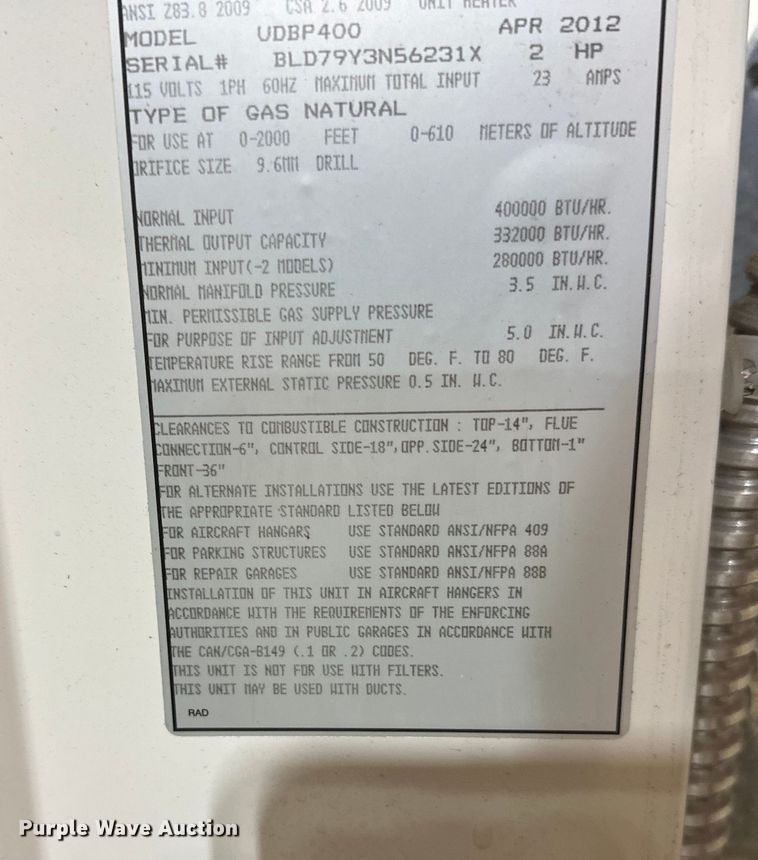 ANSI Z83.8 2009 CSA 2.6 2009 UNIT HEATER
MODEL UDBP400 APR 2012
SERIAL# BLD79Y3N56231X 2 HP
115 VOLTS 1PH 60HZ MAXIMUM TOTAL INPUT 23 AMPS
TYPE OF GAS NATURAL
FOR USE AT 0-2000 FEET 0-610 METERS OF ALTITUDE
ORIFICE SIZE 9.6MM DRILL
NORMAL INPUT 400000 BTU/HR.
THERMAL OUTPUT CAPACITY 332000 BTU/HR.
MINIMUM INPUT(-2 MODELS) 280000 BTU/HR.
NORMAL MANIFOLD PRESSURE 3.5 IN.W.C.
MIN. PERMISSIBLE GAS SUPPLY PRESSURE
FOR PURPOSE OF INPUT ADJUSTMENT 5.0 IN.W.C.
TEMPERATURE RISE RANGE FROM 50 DEG. F. TO 80 DEG. F.
MAXIMUM EXTERNAL STATIC PRESSURE 0.5 IN. W.C.
CLEARANCES TO COMBUSTIBLE CONSTRUCTION : TOP-14", FLUE
CONNECTION-6", CONTROL SIDE-18",OPP.SIDE-24", BOTTOM-1"
FRONT-36"
FOR ALTERNATE INSTALLATIONS USE THE LATEST EDITIONS OF
THE APPROPRIATE STANDARD LISTED BELOW
FOR AIRCRAFT HANGARS USE STANDARD ANSI/NFPA 409
FOR PARKING STRUCTURES USE STANDARD ANSI/NFPA 88A
FOR REPAIR GARAGES USE STANDARD ANSI/NFPA 88B
INSTALLATION OF THIS UNIT IN AIRCRAFT HANGERS IN
ACCORDANCE WITH THE REQUIREMENTS OF THE ENFORCING
AUTHORITIES AND IN PUBLIC GARAGES IN ACCORDANCE WITH
THE CAN/CGA-B149 (.1 OR .2) CODES.
THIS UNIT IS NOT FOR USE WITH FILTERS.
THIS UNIT MAY BE USED WITH DUCTS.
RAD
Purple Wave Auction